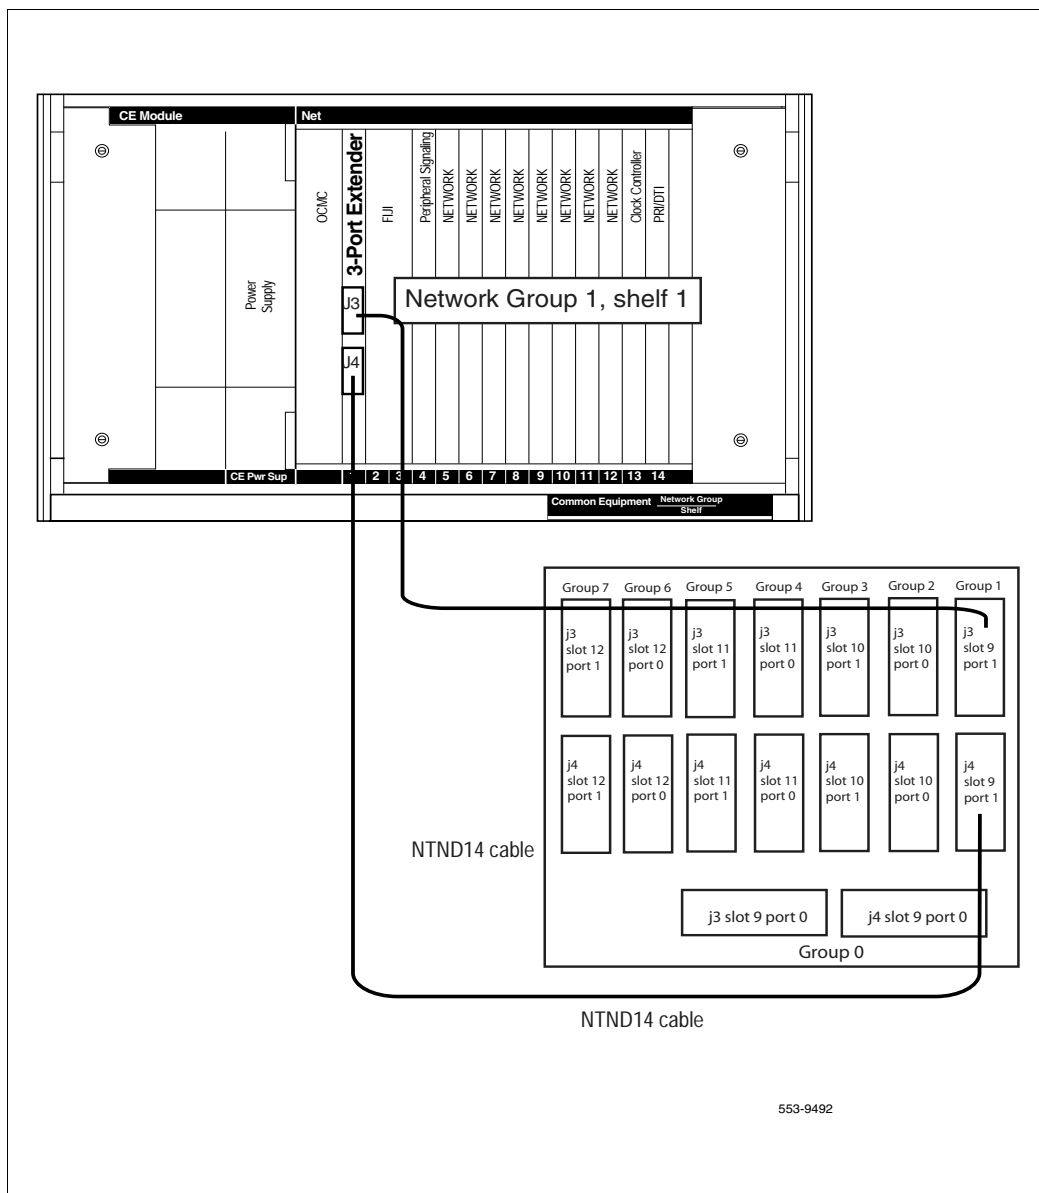 CE Module
Net
OCMC
3-Port Extender
FIJI
Peripheral Signaling
NETWORK
NETWORK
NETWORK
NETWORK
NETWORK
NETWORK
NETWORK
NETWORK
Clock Controller
PRI/DTI
Power
Supply
J3
Network Group 1, shelf 1
J4
CE Pwr Sup
1 2 3 4 5 6 7 8 9 10 11 12 13 14
Common Equipment Network Group
Shelf
Group 7 Group 6 Group 5 Group 4 Group 3 Group 2 Group 1
j3 j3 j3 j3 j3 j3 j3
slot 12 slot 12 slot 11 slot 11 slot 10 slot 10 slot 9
port 1 port 0 port 1 port 0 port 1 port 0 port 1
j4 j4 j4 j4 j4 j4 j4
slot 12 slot 12 slot 11 slot 11 slot 10 slot 10 slot 9
port 1 port 0 port 1 port 0 port 1 port 0 port 1
NTND14 cable
j3 slot 9 port 0 j4 slot 9 port 0
Group 0
NTND14 cable
553-9492